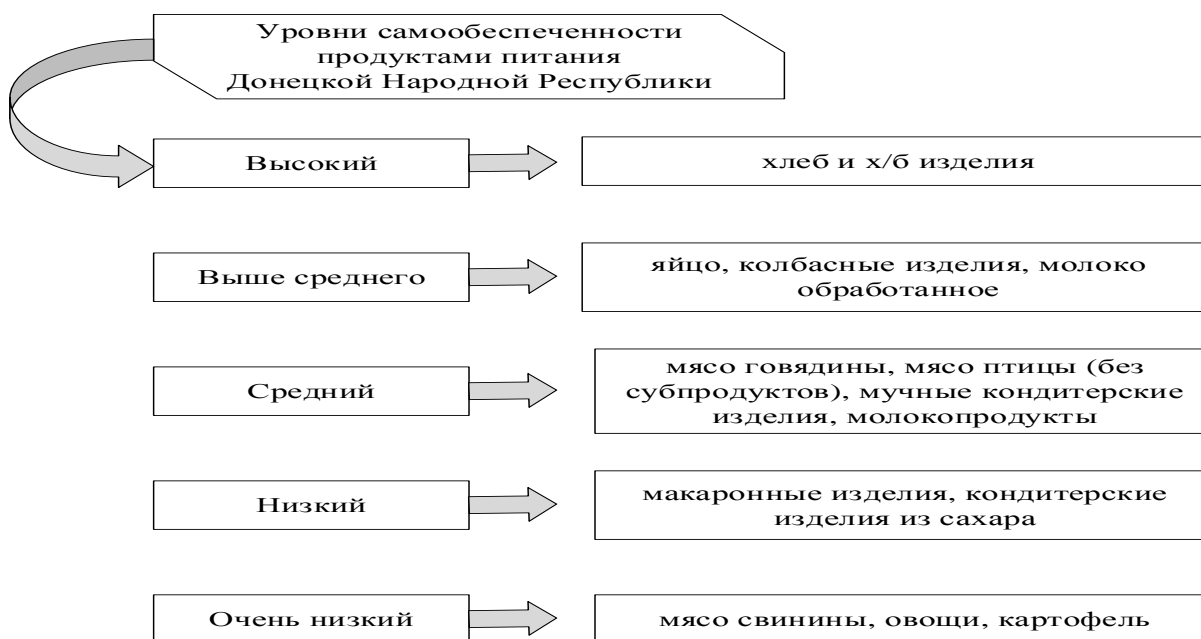 Уровни самообеспеченности
продуктами питания
Донецкой Народной Республики
Высокий
хлеб и х/б изделия
Выше среднего
яйцо, колбасные изделия, молоко
обработанное
Средний
мясо говядины, мясо птицы (без
субпродуктов), мучные кондитерские
изделия, молокопродукты
Низкий
макаронные изделия, кондитерские
изделия из сахара
Очень низкий
мясо свинины, овощи, картофель